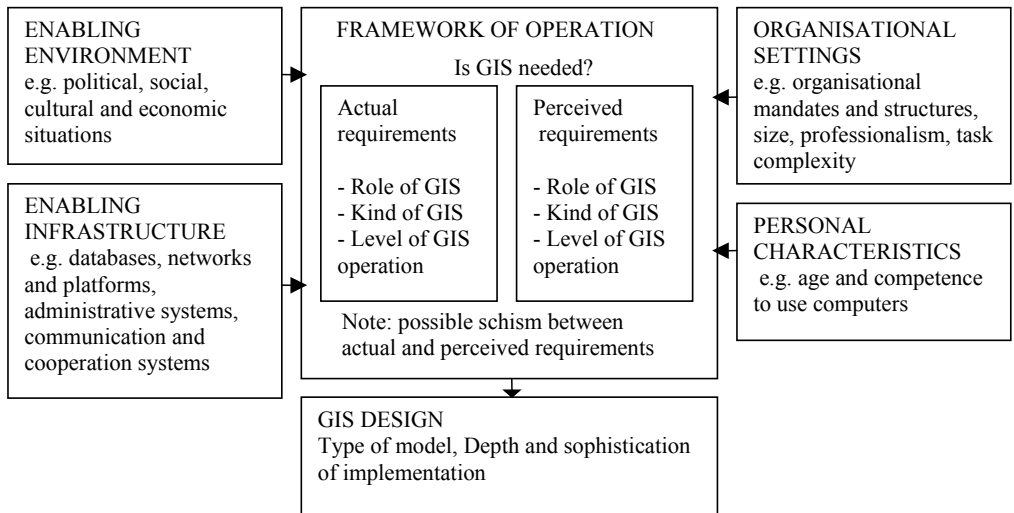 ENABLING
ENVIRONMENT
e.g. political, social,
cultural and economic
situations
ENABLING
INFRASTRUCTURE
e.g. databases, networks
and platforms,
administrative systems,
communication and
cooperation systems
FRAMEWORK OF OPERATION
Is GIS needed?
Actual
requirements
- Role of GIS
- Kind of GIS
- Level of GIS
operation
Perceived
requirements
- Role of GIS
- Kind of GIS
- Level of GIS
operation
Note: possible schism between
actual and perceived requirements
ORGANISATIONAL
SETTINGS
e.g. organisational
mandates and structures,
size, professionalism, task
complexity
PERSONAL
CHARACTERISTICS
e.g. age and competence
to use computers
GIS DESIGN
Type of model, Depth and sophistication
of implementation